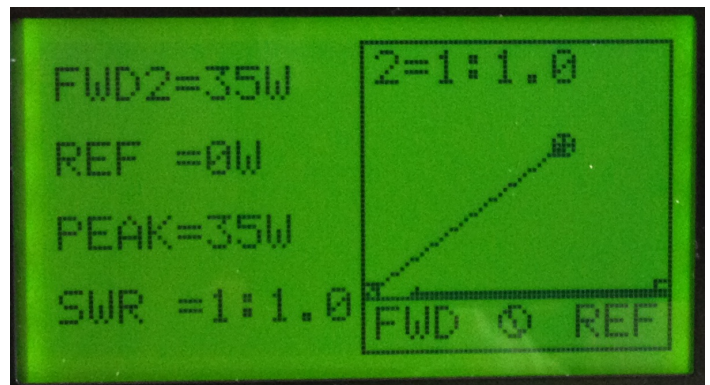 FWD2=35W
REF =0W
PEAK=35W
SWR =1:1.0
2=1:1.0
FWD REF